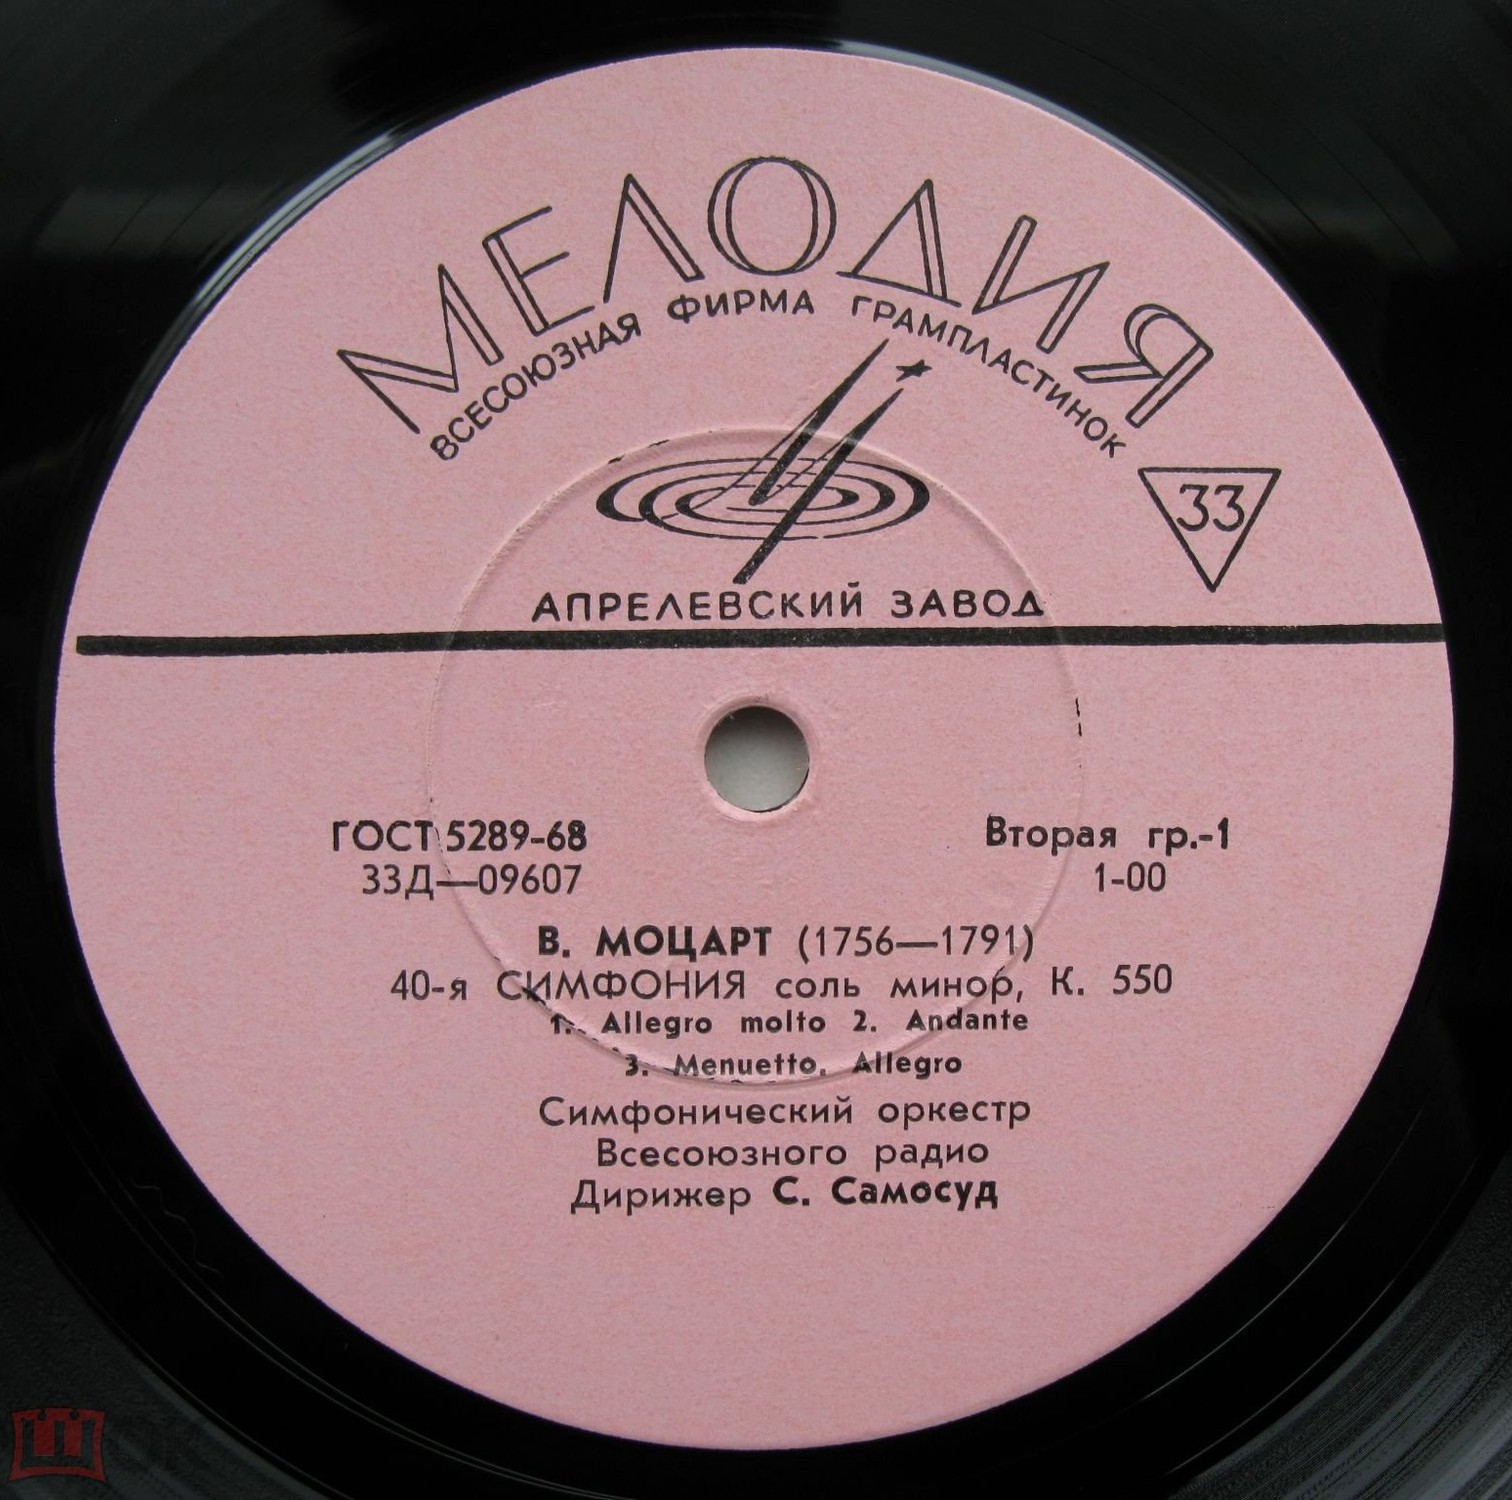 МЕЛОДИЯ
ВСЕСОЮЗНАЯ ФИРМА ГРАМПЛАСТИНОК
33
АПРЕЛЕВСКИЙ ЗАВОД
ГОСТ 5289-68 Вторая гр.-1
33Д—09607 1-00
В. МОЦАРТ (1756—1791)
40-я СИМФОНИЯ соль минор, К. 550
1. Allegro molto 2. Andante
3. Menuetto. Allegro
Симфонический оркестр
Всесоюзного радио
Дирижер С. Самосуд